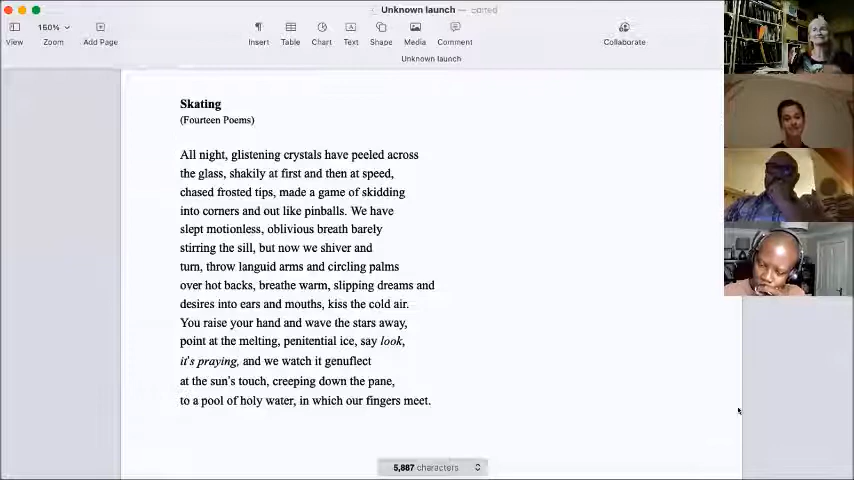 Unknown launch — Edited
160%
View
Zoom
Add Page
Insert
Table
Chart
Text
Shape
Media
Comment
Collaborate
Unknown launch
Skating
(Fourteen Poems)
All night, glistening crystals have peeled across
the glass, shakily at first and then at speed,
chased frosted tips, made a game of skidding
into corners and out like pinballs. We have
slept motionless, oblivious breath barely
stirring the sill, but now we shiver and
turn, throw languid arms and circling palms
over hot backs, breathe warm, slipping dreams and
desires into ears and mouths, kiss the cold air.
You raise your hand and wave the stars away,
point at the melting, penitential ice, say look,
it's praying, and we watch it genuflect
at the sun's touch, creeping down the pane,
to a pool of holy water, in which our fingers meet.
5,887 characters